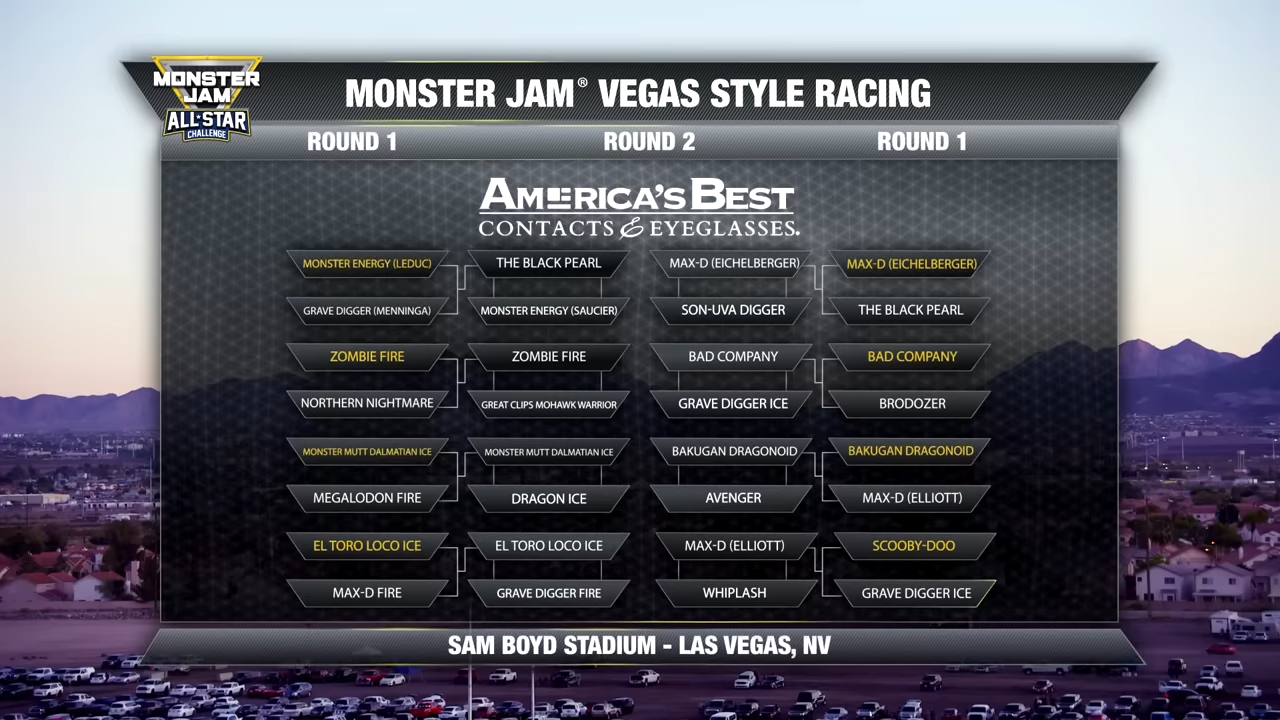 MONSTER JAM ALL★STAR CHALLENGE
MONSTER JAM® VEGAS STYLE RACING
ROUND 1 ROUND 2 ROUND 1
AMERICA'S BEST
CONTACTS & EYEGLASSES.
MONSTER ENERGY (LEDUC) THE BLACK PEARL MAX-D (EICHELBERGER) MAX-D (EICHELBERGER)
GRAVE DIGGER (MENNINGA) MONSTER ENERGY (SAUCIER) SON-UVA DIGGER THE BLACK PEARL
ZOMBIE FIRE ZOMBIE FIRE BAD COMPANY BAD COMPANY
NORTHERN NIGHTMARE GREAT CLIPS MOHAWK WARRIOR GRAVE DIGGER ICE BRODOZER
MONSTER MUTT DALMATIAN ICE MONSTER MUTT DALMATIAN ICE BAKUGAN DRAGONOID BAKUGAN DRAGONOID
MEGALODON FIRE DRAGON ICE AVENGER MAX-D (ELLIOTT)
EL TORO LOCO ICE EL TORO LOCO ICE MAX-D (ELLIOTT) SCOOBY-DOO
MAX-D FIRE GRAVE DIGGER FIRE WHIPLASH GRAVE DIGGER ICE
SAM BOYD STADIUM - LAS VEGAS, NV